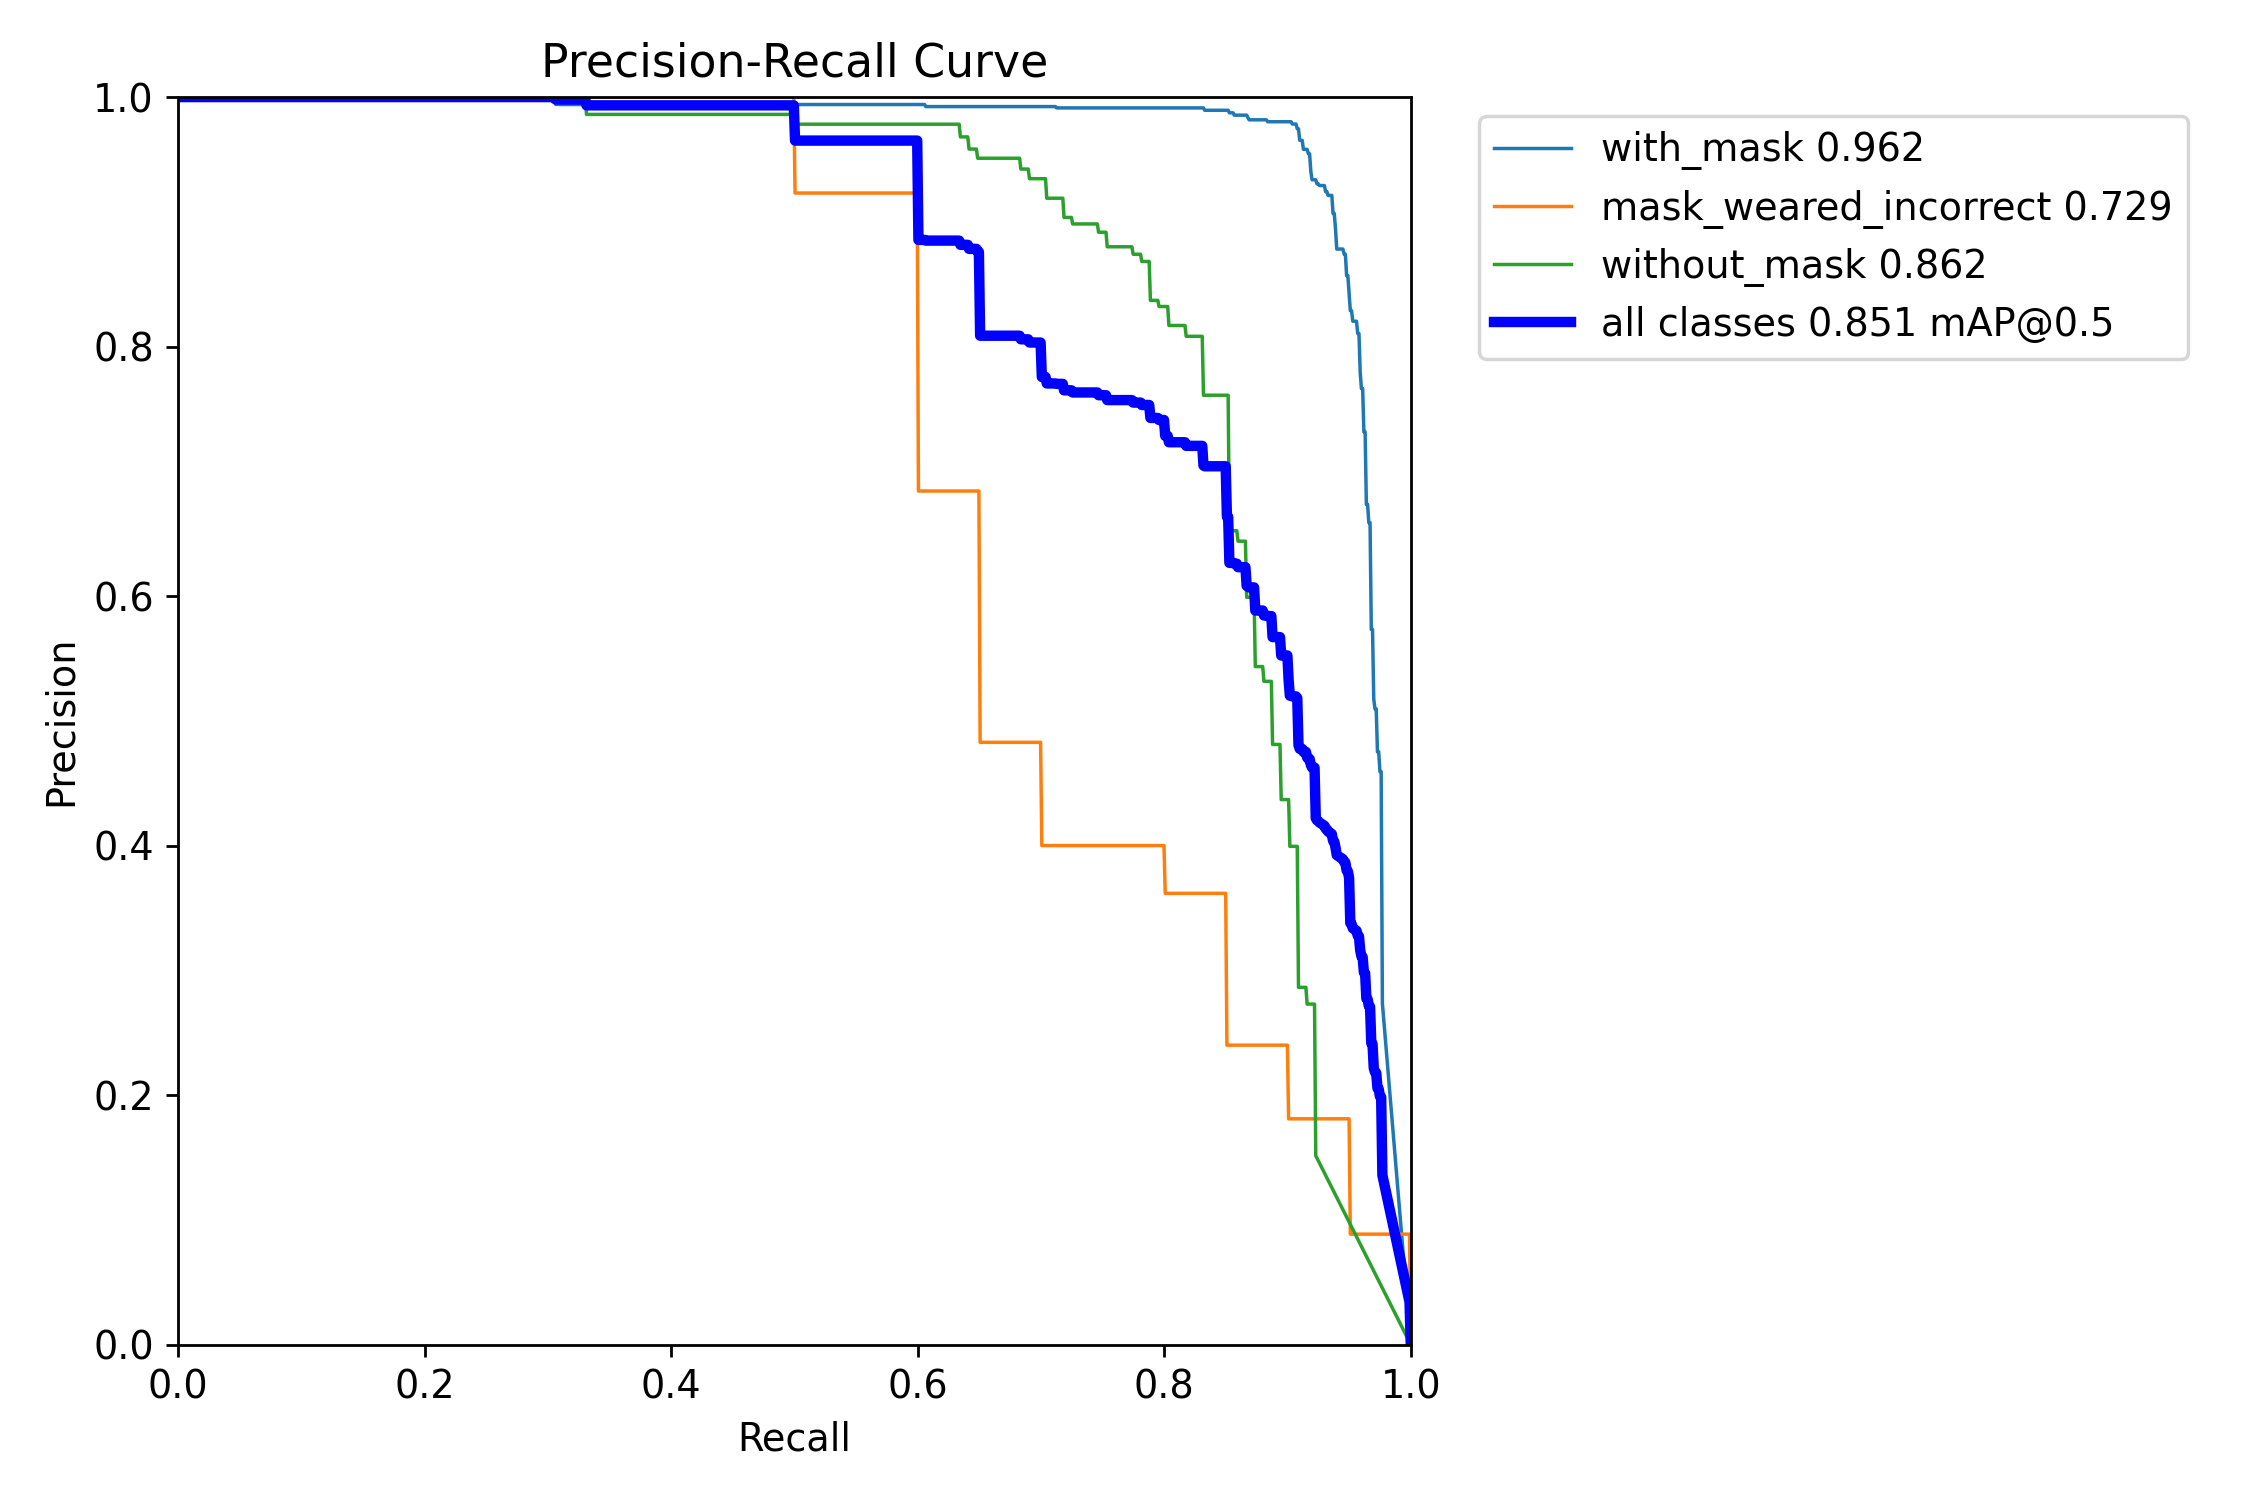 Precision-Recall Curve
1.0
0.8
0.6
0.4
0.2
0.0
Precision
0.0 0.2 0.4 0.6 0.8 1.0
Recall
with_mask 0.962
mask_weared_incorrect 0.729
without_mask 0.862
all classes 0.851 mAP@0.5